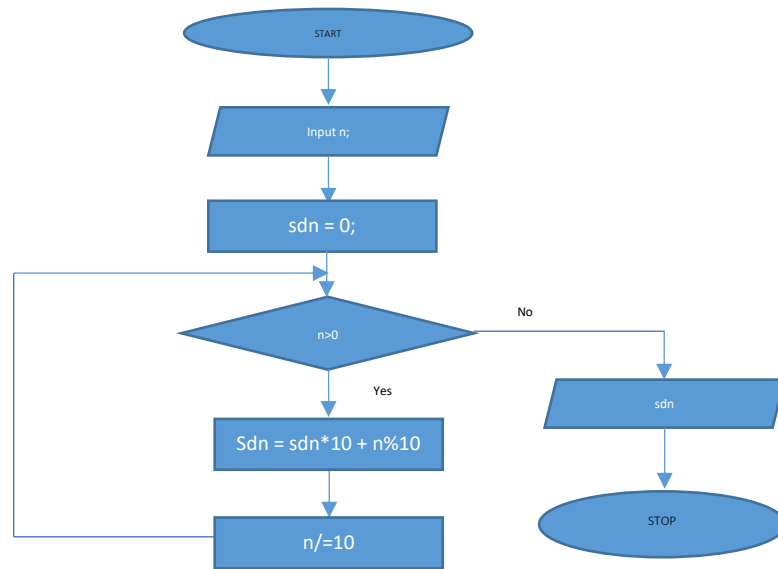 START
Input n;
sdn = 0;
n>0
No
Yes
sdn
Sdn = sdn*10 + n%10
STOP
n/=10